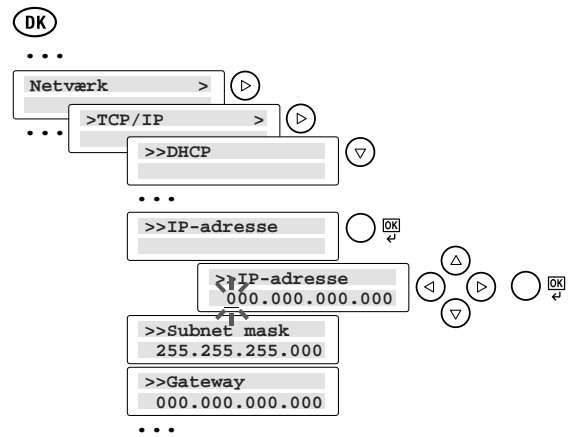 DK
...
Netværk >
...
>TCP/IP >
>>DHCP
...
>>IP-adresse
OK
>>IP-adresse
000.000.000.000
OK
>>Subnet mask
255.255.255.000
>>Gateway
000.000.000.000
...